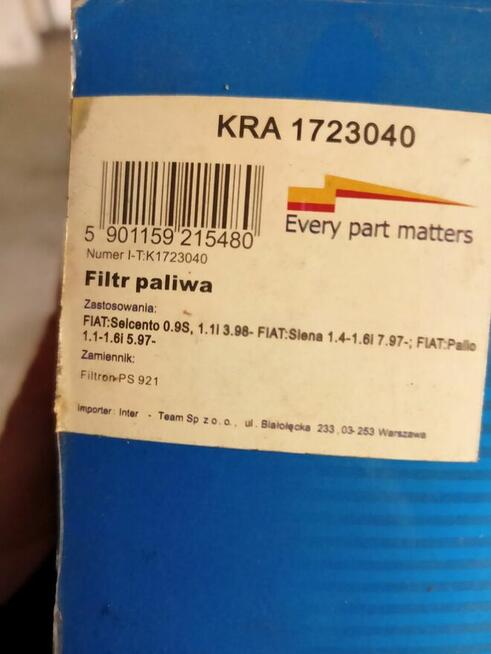 KRA 1723040
5 901159 215480
Every part matters
Numer I-T:K1723040
Filtr paliwa
Zastosowania:
FIAT:Seicento 0.9S, 1.1i 3.98- FIAT:Siena 1.4-1.6i 7.97-; FIAT:Palio
1.1-1.6i 5.97-
Zamiennik:
Filtron-PS 921
Importer: Inter - Team Sp z o.o., ul. Białołęcka 233, 03-253 Warszawa